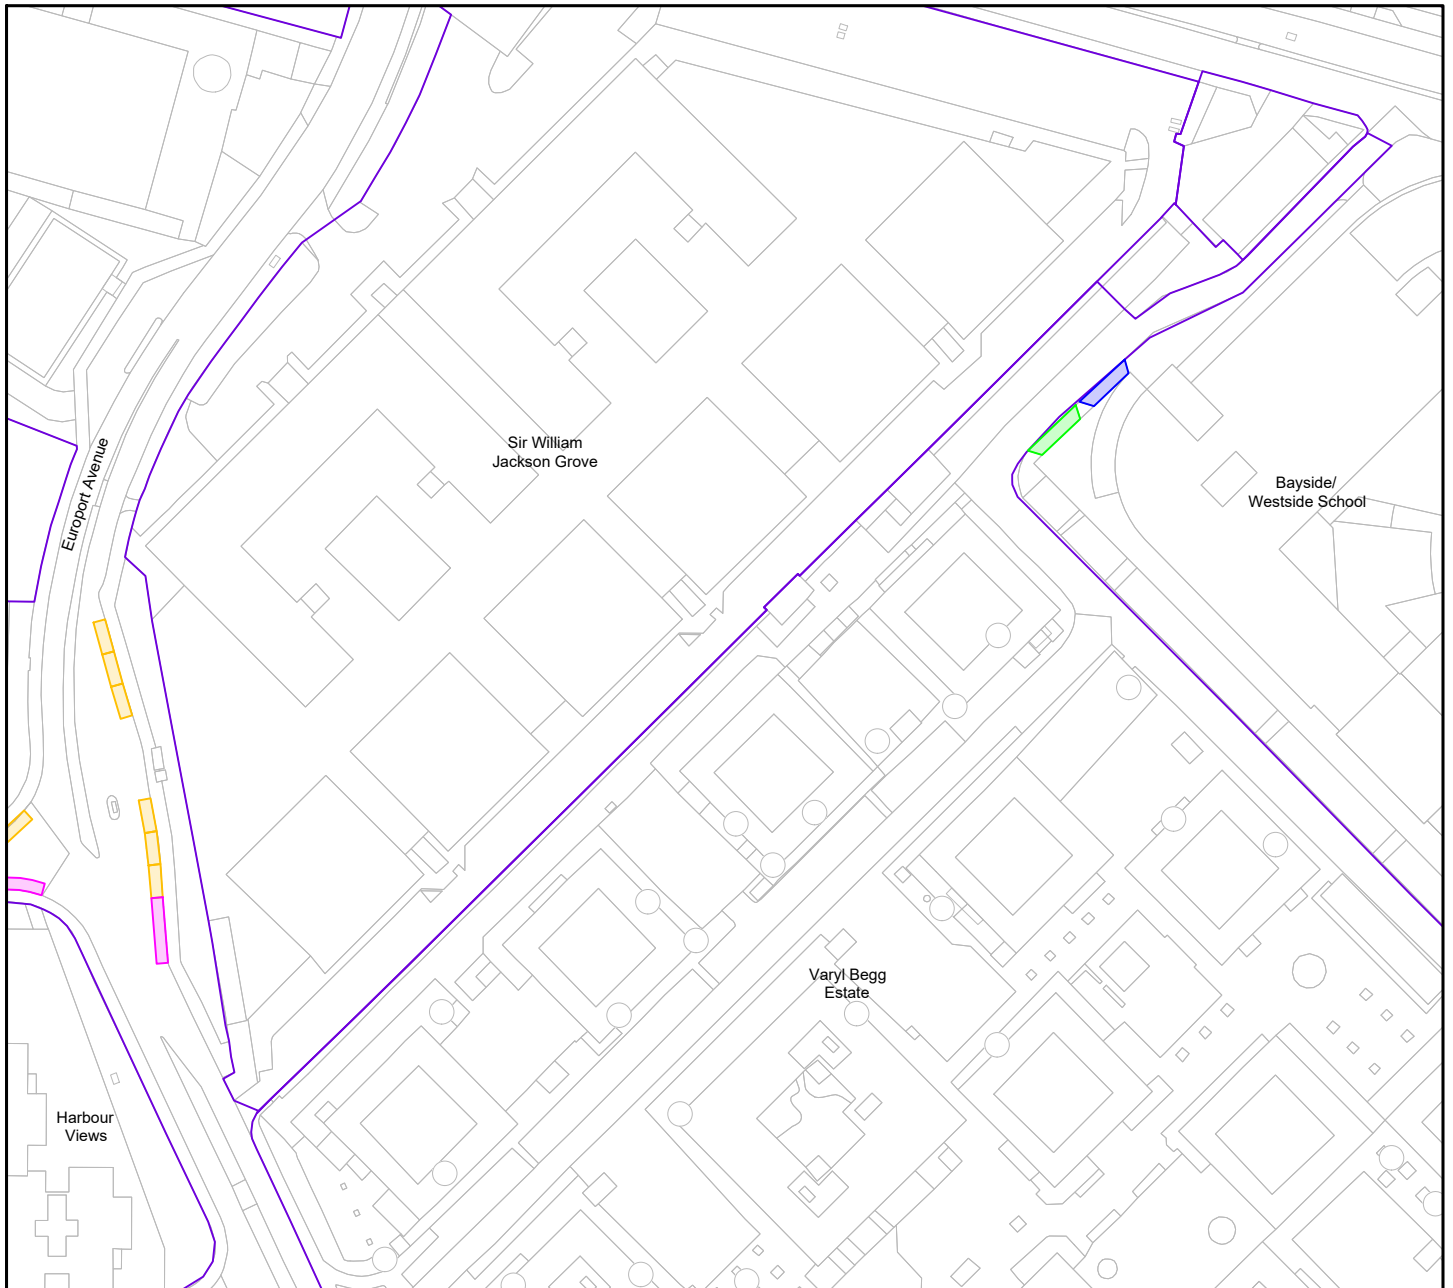 Europort Avenue
Sir William
Jackson Grove
Bayside/
Westside School
Varyl Begg
Estate
Harbour
Views